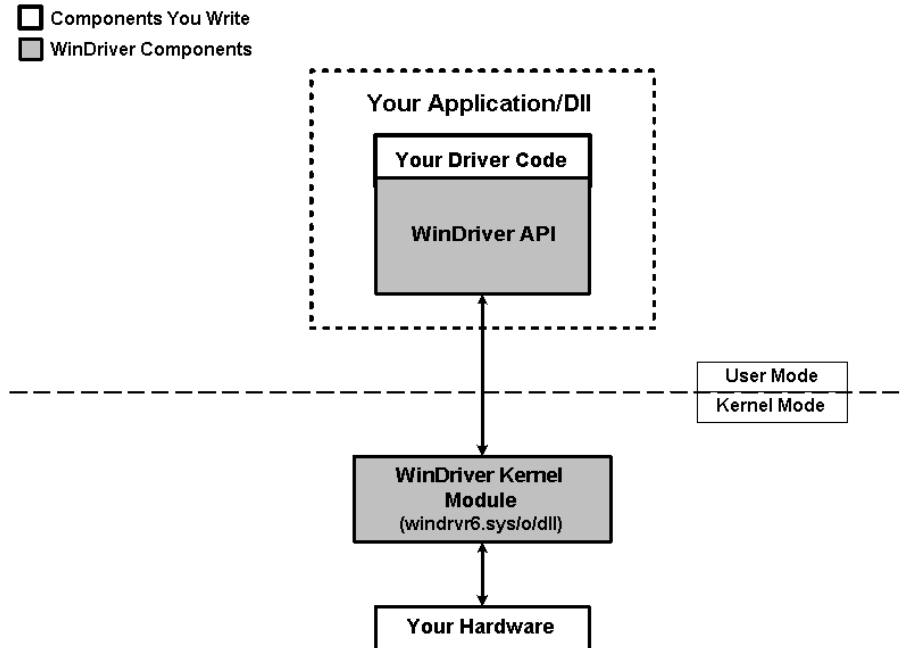 Components You Write
WinDriver Components
Your Application/Dll
Your Driver Code
WinDriver API
User Mode
Kernel Mode
WinDriver Kernel
Module
(windrvr6.sys/o/dll)
Your Hardware